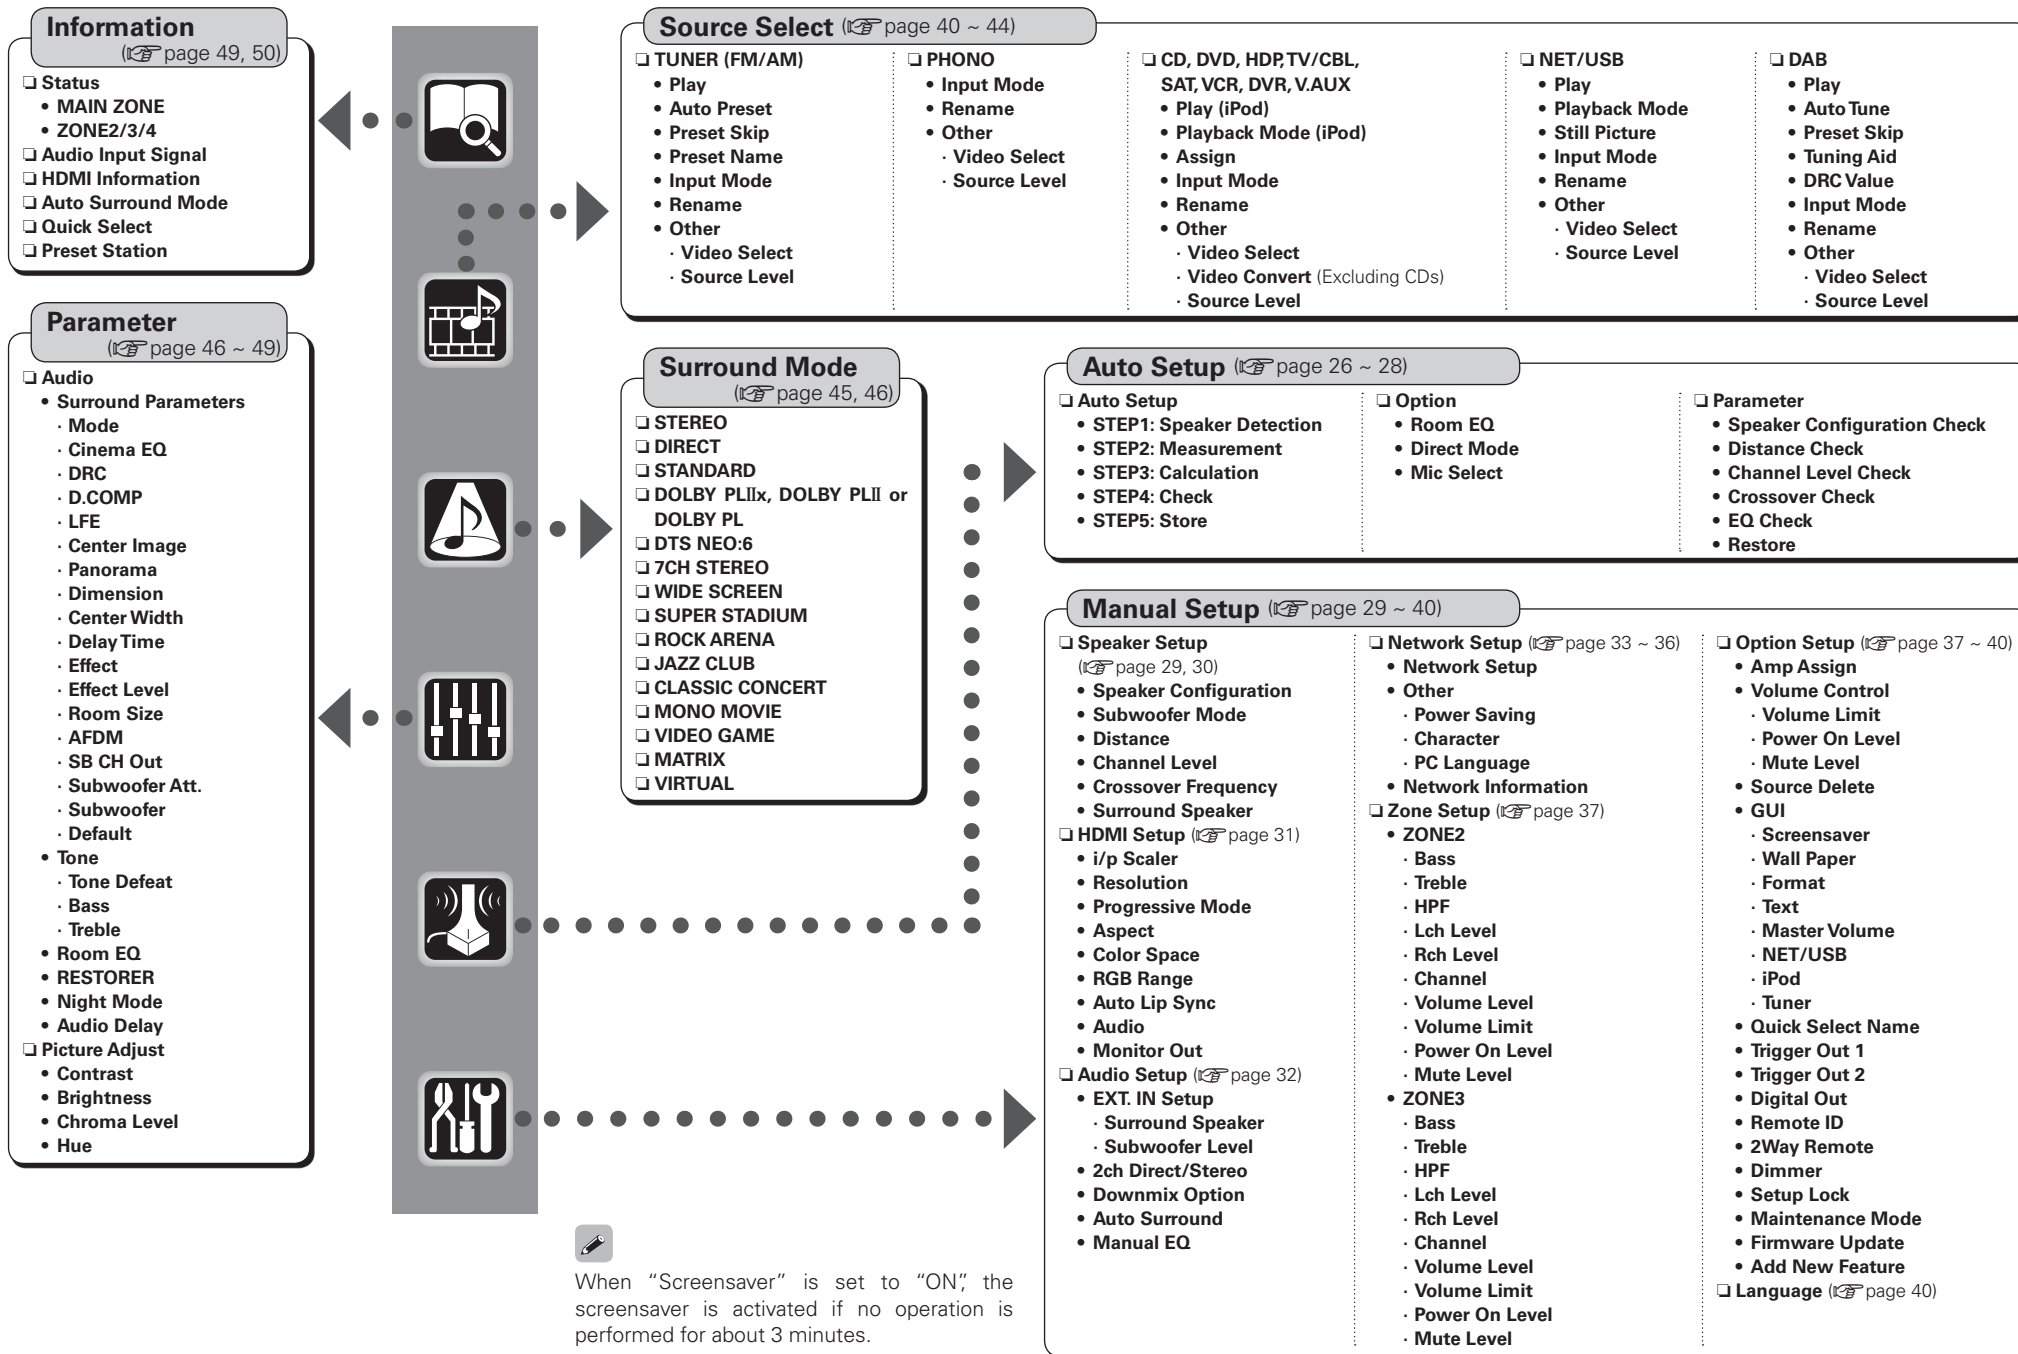 Information
(☞page 49, 50)
❏ Status
• MAIN ZONE
• ZONE2/3/4
❏ Audio Input Signal
❏ HDMI Information
❏ Auto Surround Mode
❏ Quick Select
❏ Preset Station
Parameter
(☞page 46 ~ 49)
❏ Audio
• Surround Parameters
· Mode
· Cinema EQ
· DRC
· D.COMP
· LFE
· Center Image
· Panorama
· Dimension
· Center Width
· Delay Time
· Effect
· Effect Level
· Room Size
· AFDM
· SB CH Out
· Subwoofer Att.
· Subwoofer
· Default
• Tone
· Tone Defeat
· Bass
· Treble
• Room EQ
• RESTORER
• Night Mode
• Audio Delay
❏ Picture Adjust
• Contrast
• Brightness
• Chroma Level
• Hue
Source Select (☞page 40 ~ 44)
❏ TUNER (FM/AM)
• Play
• Auto Preset
• Preset Skip
• Preset Name
• Input Mode
• Rename
• Other
· Video Select
· Source Level
❏ PHONO
• Input Mode
• Rename
• Other
· Video Select
· Source Level
❏ CD, DVD, HDP, TV/CBL,
SAT, VCR, DVR, V.AUX
• Play (iPod)
• Playback Mode (iPod)
• Assign
• Input Mode
• Rename
• Other
· Video Select
· Video Convert (Excluding CDs)
· Source Level
❏ NET/USB
• Play
• Playback Mode
• Still Picture
• Input Mode
• Rename
• Other
· Video Select
· Source Level
❏ DAB
• Play
• Auto Tune
• Preset Skip
• Tuning Aid
• DRC Value
• Input Mode
• Rename
• Other
· Video Select
· Source Level
Surround Mode
(☞page 45, 46)
❏ STEREO
❏ DIRECT
❏ STANDARD
❏ DOLBY PLⅡx, DOLBY PLⅡ or
DOLBY PL
❏ DTS NEO:6
❏ 7CH STEREO
❏ WIDE SCREEN
❏ SUPER STADIUM
❏ ROCK ARENA
❏ JAZZ CLUB
❏ CLASSIC CONCERT
❏ MONO MOVIE
❏ VIDEO GAME
❏ MATRIX
❏ VIRTUAL
Auto Setup (☞page 26 ~ 28)
❏ Auto Setup
• STEP1: Speaker Detection
• STEP2: Measurement
• STEP3: Calculation
• STEP4: Check
• STEP5: Store
❏ Option
• Room EQ
• Direct Mode
• Mic Select
❏ Parameter
• Speaker Configuration Check
• Distance Check
• Channel Level Check
• Crossover Check
• EQ Check
• Restore
Manual Setup (☞page 29 ~ 40)
❏ Speaker Setup
(☞page 29, 30)
• Speaker Configuration
• Subwoofer Mode
• Distance
• Channel Level
• Crossover Frequency
• Surround Speaker
❏ HDMI Setup (☞page 31)
• i/p Scaler
• Resolution
• Progressive Mode
• Aspect
• Color Space
• RGB Range
• Auto Lip Sync
• Audio
• Monitor Out
❏ Audio Setup (☞page 32)
• EXT. IN Setup
· Surround Speaker
· Subwoofer Level
• 2ch Direct/Stereo
• Downmix Option
• Auto Surround
• Manual EQ
❏ Network Setup (☞page 33 ~ 36)
• Network Setup
• Other
· Power Saving
· Character
· PC Language
• Network Information
❏ Zone Setup (☞page 37)
• ZONE2
· Bass
· Treble
· HPF
· Lch Level
· Rch Level
· Channel
· Volume Level
· Volume Limit
· Power On Level
· Mute Level
• ZONE3
· Bass
· Treble
· HPF
· Lch Level
· Rch Level
· Channel
· Volume Level
· Volume Limit
· Power On Level
· Mute Level
❏ Option Setup (☞page 37 ~ 40)
• Amp Assign
• Volume Control
· Volume Limit
· Power On Level
· Mute Level
• Source Delete
• GUI
· Screensaver
· Wall Paper
· Format
· Text
· Master Volume
· NET/USB
· iPod
· Tuner
• Quick Select Name
• Trigger Out 1
• Trigger Out 2
• Digital Out
• Remote ID
• 2Way Remote
• Dimmer
• Setup Lock
• Maintenance Mode
• Firmware Update
• Add New Feature
❏ Language (☞page 40)
When “Screensaver” is set to “ON”, the
screensaver is activated if no operation is
performed for about 3 minutes.